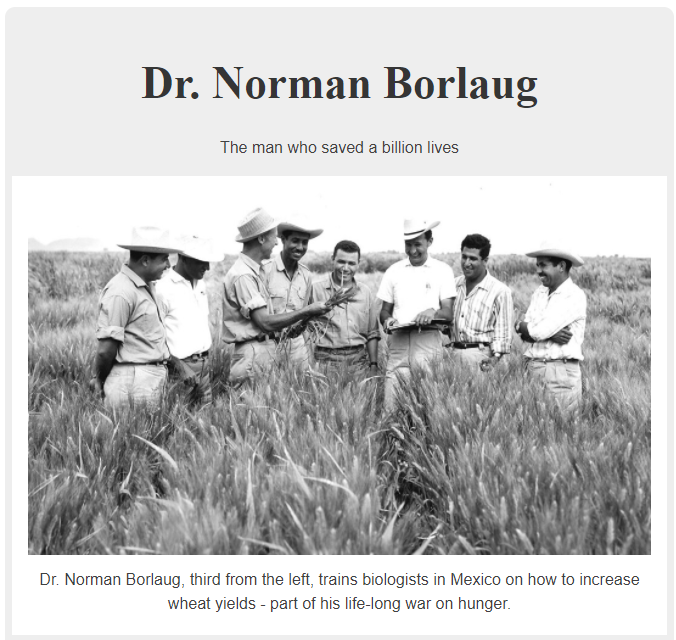 Dr. Norman Borlaug
The man who saved a billion lives
Dr. Norman Borlaug, third from the left, trains biologists in Mexico on how to increase
wheat yields - part of his life-long war on hunger.